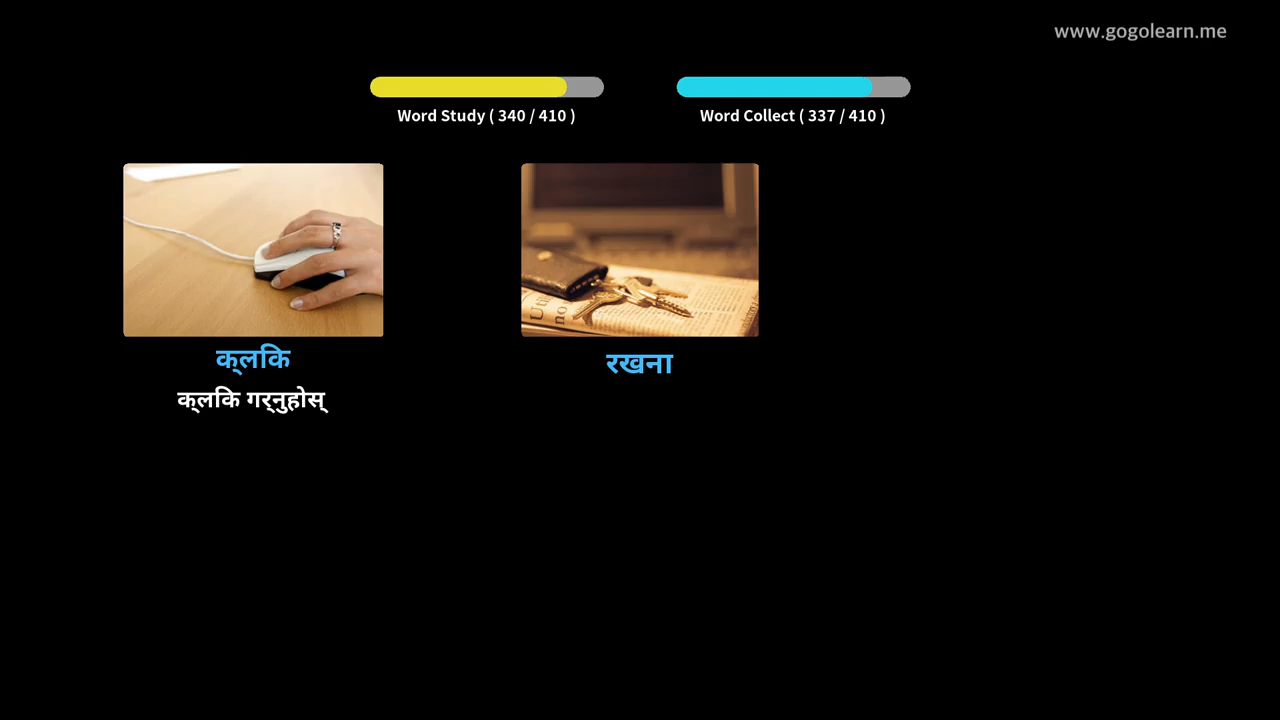 www.gogolearn.me
Word Study ( 340 / 410 )
Word Collect ( 337 / 410 )
क्लकि
रखना
क्लकि गर्नुहोस्